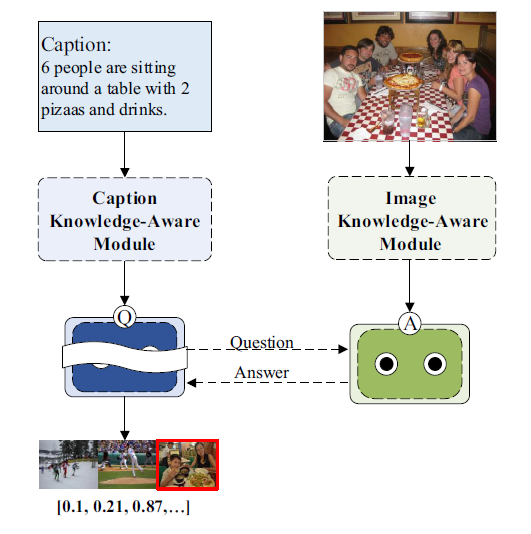 Caption:
6 people are sitting
around a table with 2
pizaas and drinks.
Caption
Knowledge-Aware
Module
Image
Knowledge-Aware
Module
Q
A
Question
Answer
[0.1, 0.21, 0.87,…]